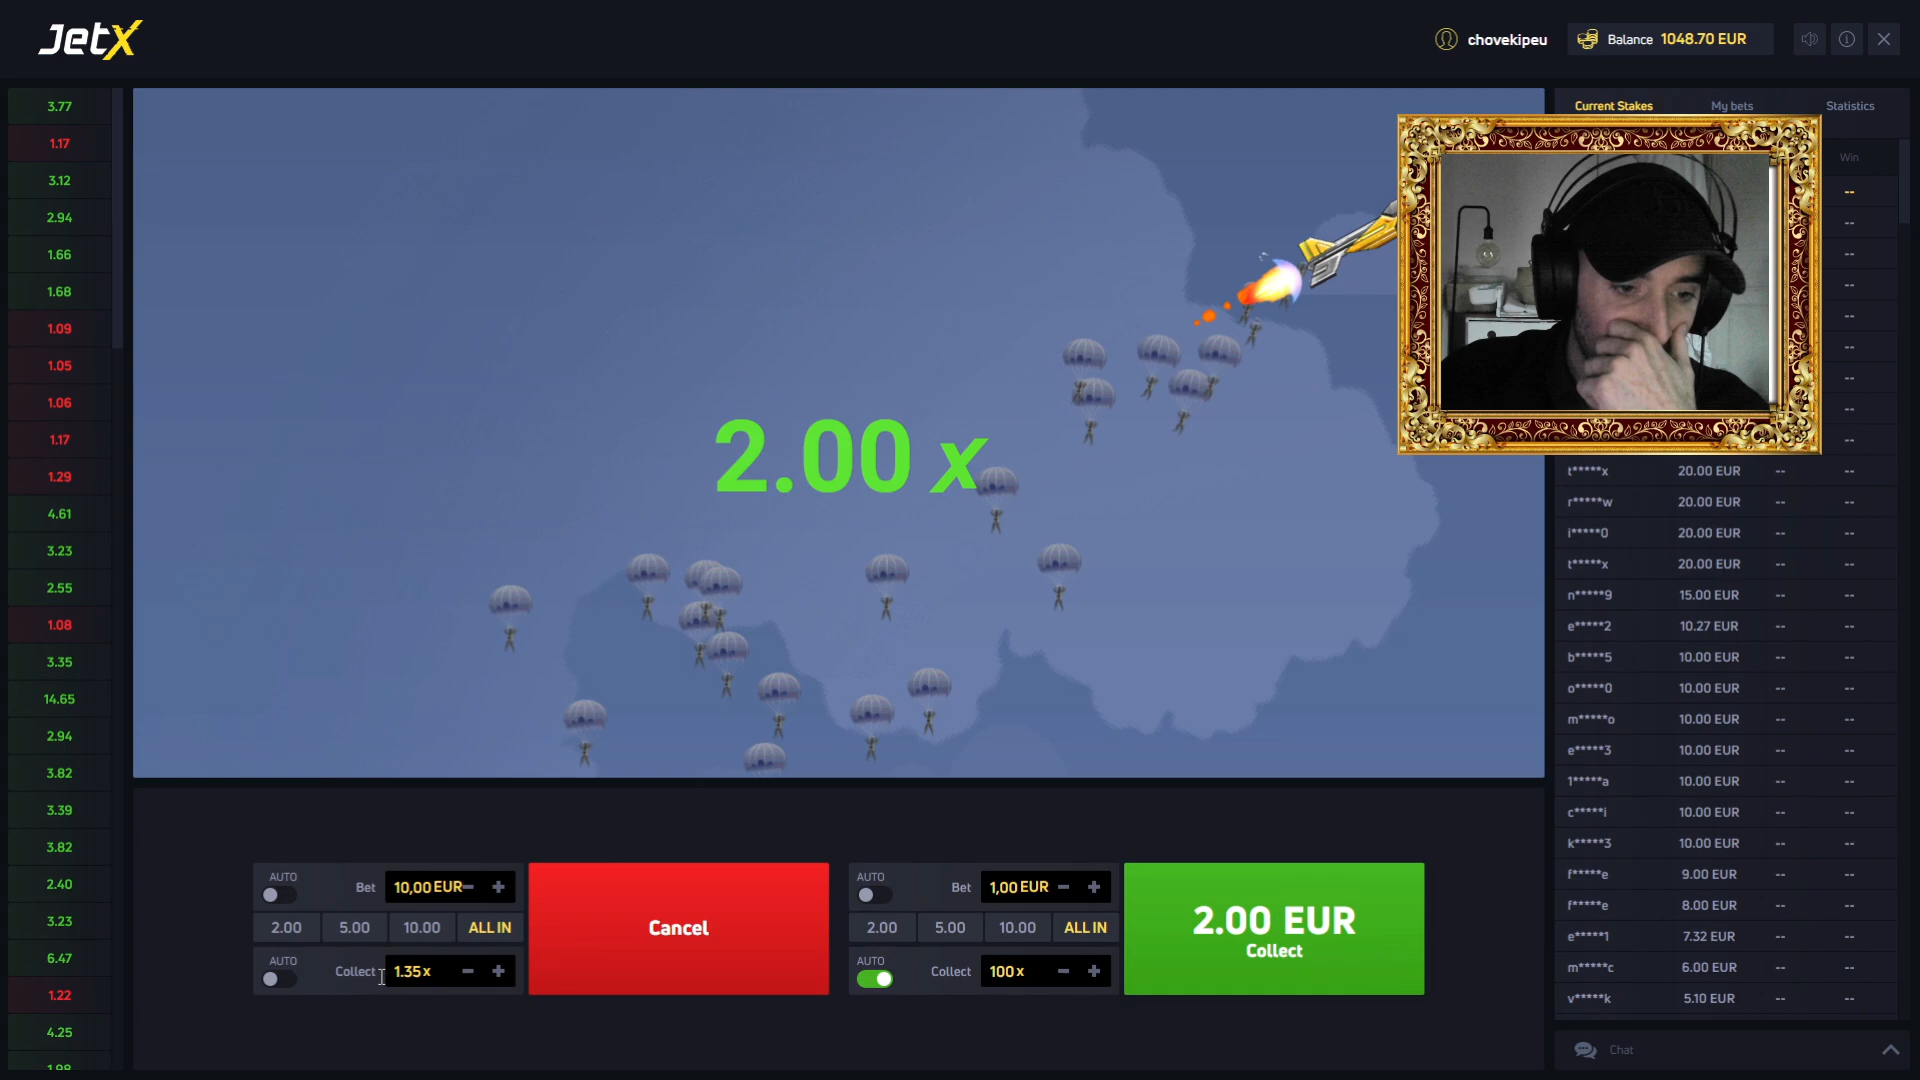 JetX
chovekipeu
Balance 1048.70 EUR
3.77
1.17
3.12
2.94
1.66
1.68
1.09
1.05
1.06
1.17
1.29
4.61
3.23
2.55
1.08
3.35
14.65
2.94
3.82
3.39
3.82
2.40
3.23
6.47
1.22
4.25
1.98
2.00 x
AUTO
Bet 10,00 EUR − +
2.00 5.00 10.00 ALL IN
AUTO
Collect 1.35 x − +
Cancel
AUTO
Bet 1,00 EUR − +
2.00 5.00 10.00 ALL IN
AUTO
Collect 100 x − +
2.00 EUR
Collect
Current Stakes My bets Statistics
Win
--
--
--
--
--
--
--
--
--
t*****x 20.00 EUR -- --
r*****w 20.00 EUR -- --
i*****0 20.00 EUR -- --
t*****x 20.00 EUR -- --
n*****9 15.00 EUR -- --
e*****2 10.27 EUR -- --
b*****5 10.00 EUR -- --
o*****0 10.00 EUR -- --
m*****o 10.00 EUR -- --
e*****3 10.00 EUR -- --
1*****a 10.00 EUR -- --
c*****i 10.00 EUR -- --
k*****3 10.00 EUR -- --
f*****e 9.00 EUR -- --
f*****e 8.00 EUR -- --
e*****1 7.32 EUR -- --
m*****c 6.00 EUR -- --
v*****k 5.10 EUR -- --
Chat